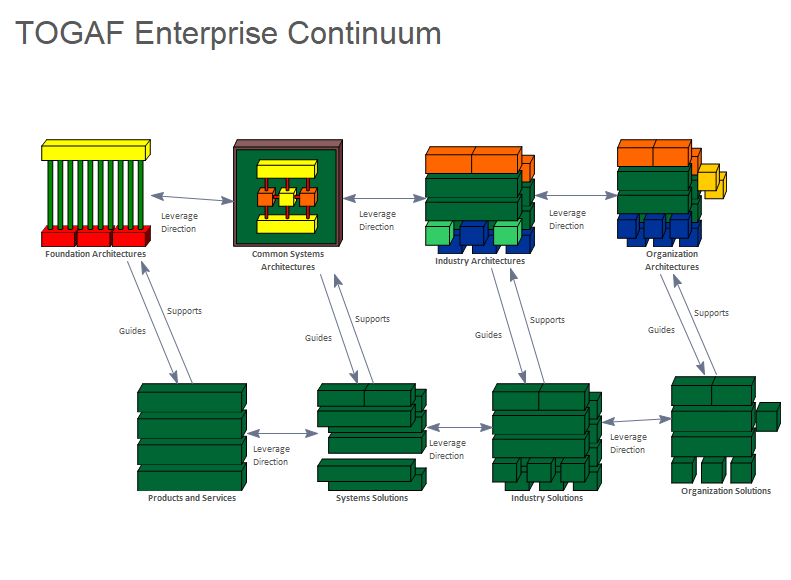 TOGAF Enterprise Continuum
Leverage
Direction
Leverage
Direction
Leverage
Direction
Foundation Architectures
Common Systems
Architectures
Industry Architectures
Organization
Architectures
Guides
Supports
Guides
Supports
Guides
Supports
Guides
Supports
Leverage
Direction
Leverage
Direction
Leverage
Direction
Products and Services
Systems Solutions
Industry Solutions
Organization Solutions